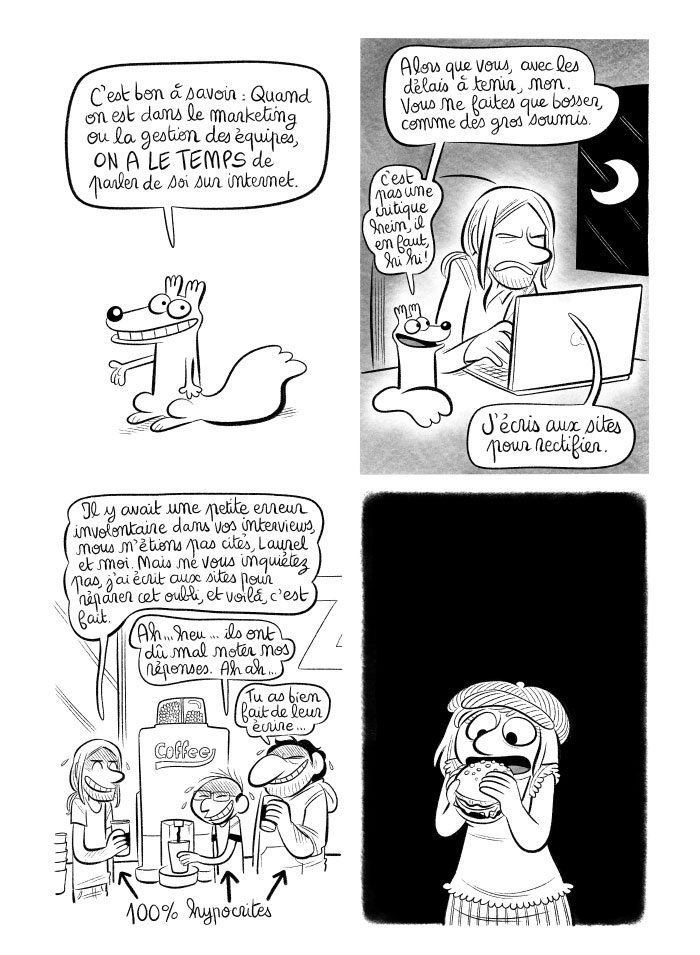 C'est bon à savoir : Quand
on est dans le marketing
ou la gestion des équipes,
ON A LE TEMPS de
parler de soi sur internet.
Alors que vous, avec les
délais à tenir, non.
Vous ne faites que bosser,
comme des gros soumis.
C'est
pas une
critique
hein, il
en faut,
hi hi !
J'écris aux sites
pour rectifier.
Il y avait une petite erreur
involontaire dans vos interviews,
nous n'étions pas cités, Laurel
et moi. Mais ne vous inquiétez
pas, j'ai écrit aux sites pour
réparer cet oubli, et voilà, c'est
fait.
Ah... heu... ils ont
dû mal noter nos
réponses. Ah ah...
Tu as bien
fait de leur
écrire...
Coffee
100% hypocrites